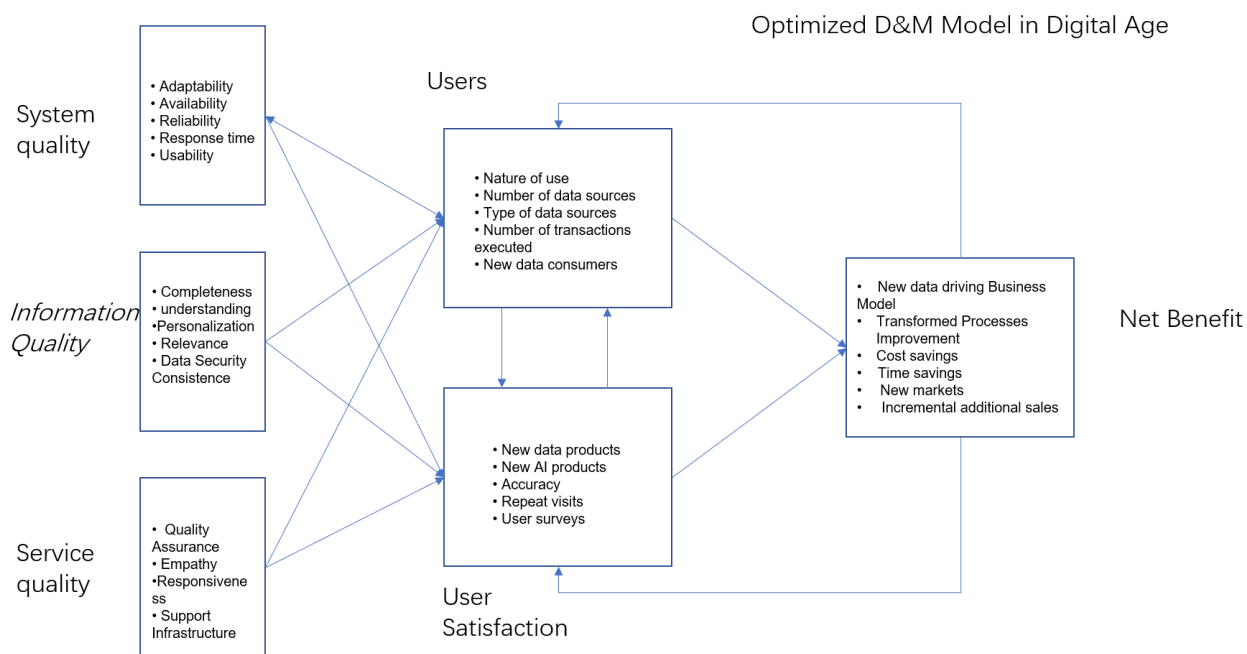 Optimized D&M Model in Digital Age
System
quality
• Adaptability
• Availability
• Reliability
• Response time
• Usability
Information
Quality
• Completeness
• understanding
•Personalization
• Relevance
• Data Security
Consistence
Service
quality
• Quality
Assurance
• Empathy
•Responsivene
ss
• Support
Infrastructure
Users
• Nature of use
• Number of data sources
• Type of data sources
• Number of transactions
executed
• New data consumers
• New data products
• New AI products
• Accuracy
• Repeat visits
• User surveys
User
Satisfaction
• New data driving Business
Model
• Transformed Processes
Improvement
• Cost savings
• Time savings
• New markets
• Incremental additional sales
Net Benefit